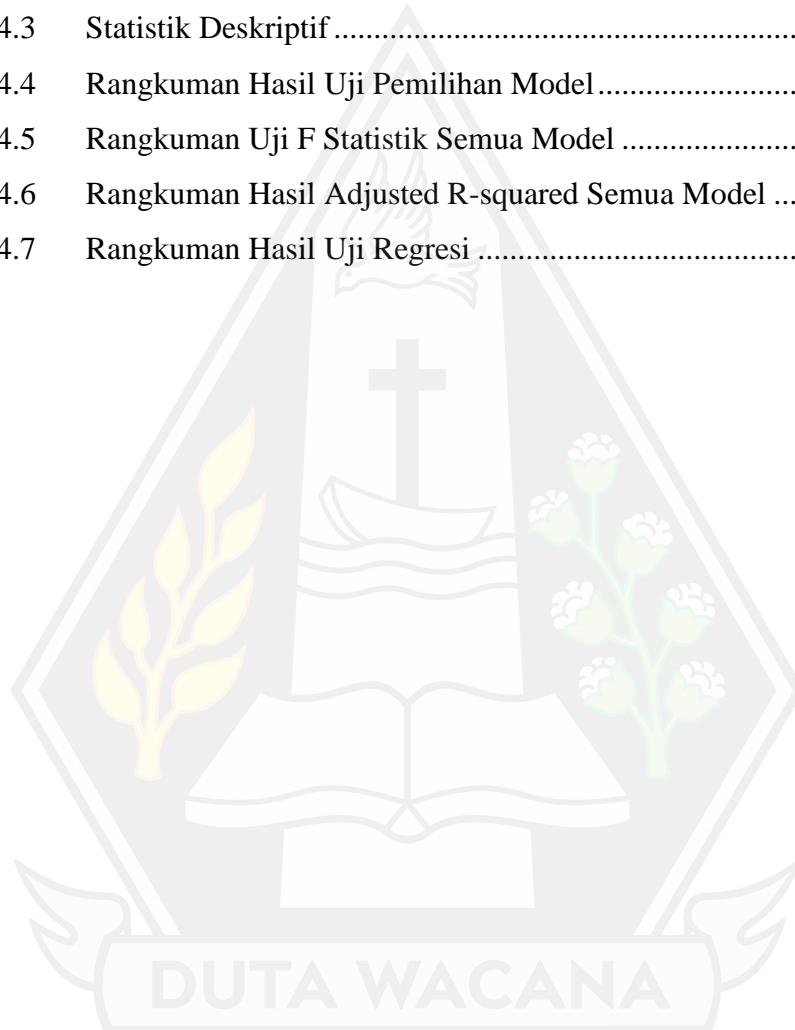 4.3 Statistik Deskriptif ..........................................................
4.4 Rangkuman Hasil Uji Pemilihan Model.........................
4.5 Rangkuman Uji F Statistik Semua Model ......................
4.6 Rangkuman Hasil Adjusted R-squared Semua Model ...
4.7 Rangkuman Hasil Uji Regresi ........................................
DUTA WACANA